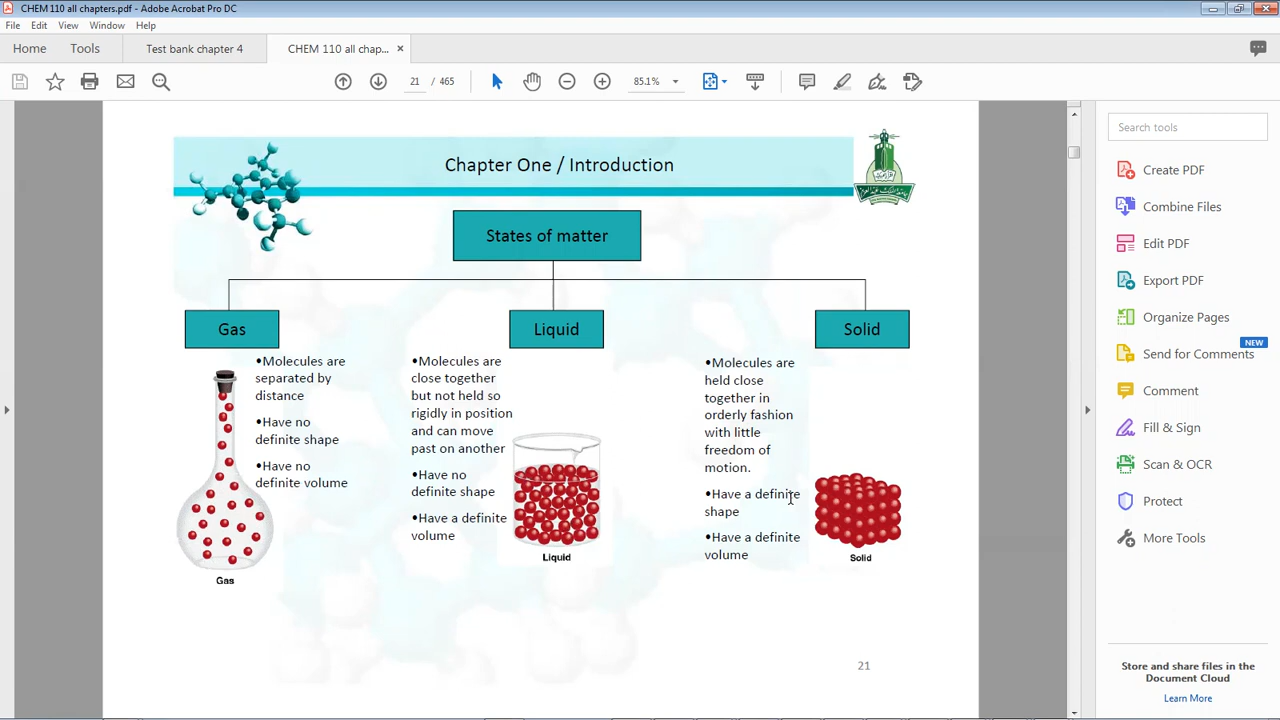 CHEM 110 all chapters.pdf - Adobe Acrobat Pro DC
File Edit View Window Help
Home Tools Test bank chapter 4 CHEM 110 all chap... ×
21 / 465 85.1%
Chapter One / Introduction
States of matter
Gas
•Molecules are
separated by
distance
•Have no
definite shape
•Have no
definite volume
Gas
Liquid
•Molecules are
close together
but not held so
rigidly in position
and can move
past on another
•Have no
definite shape
•Have a definite
volume
Liquid
Solid
•Molecules are
held close
together in
orderly fashion
with little
freedom of
motion.
•Have a definite
shape
•Have a definite
volume
Solid
21
Search tools
Create PDF
Combine Files
Edit PDF
Export PDF
Organize Pages
NEW
Send for Comments
Comment
Fill & Sign
Scan & OCR
Protect
More Tools
Store and share files in the
Document Cloud
Learn More